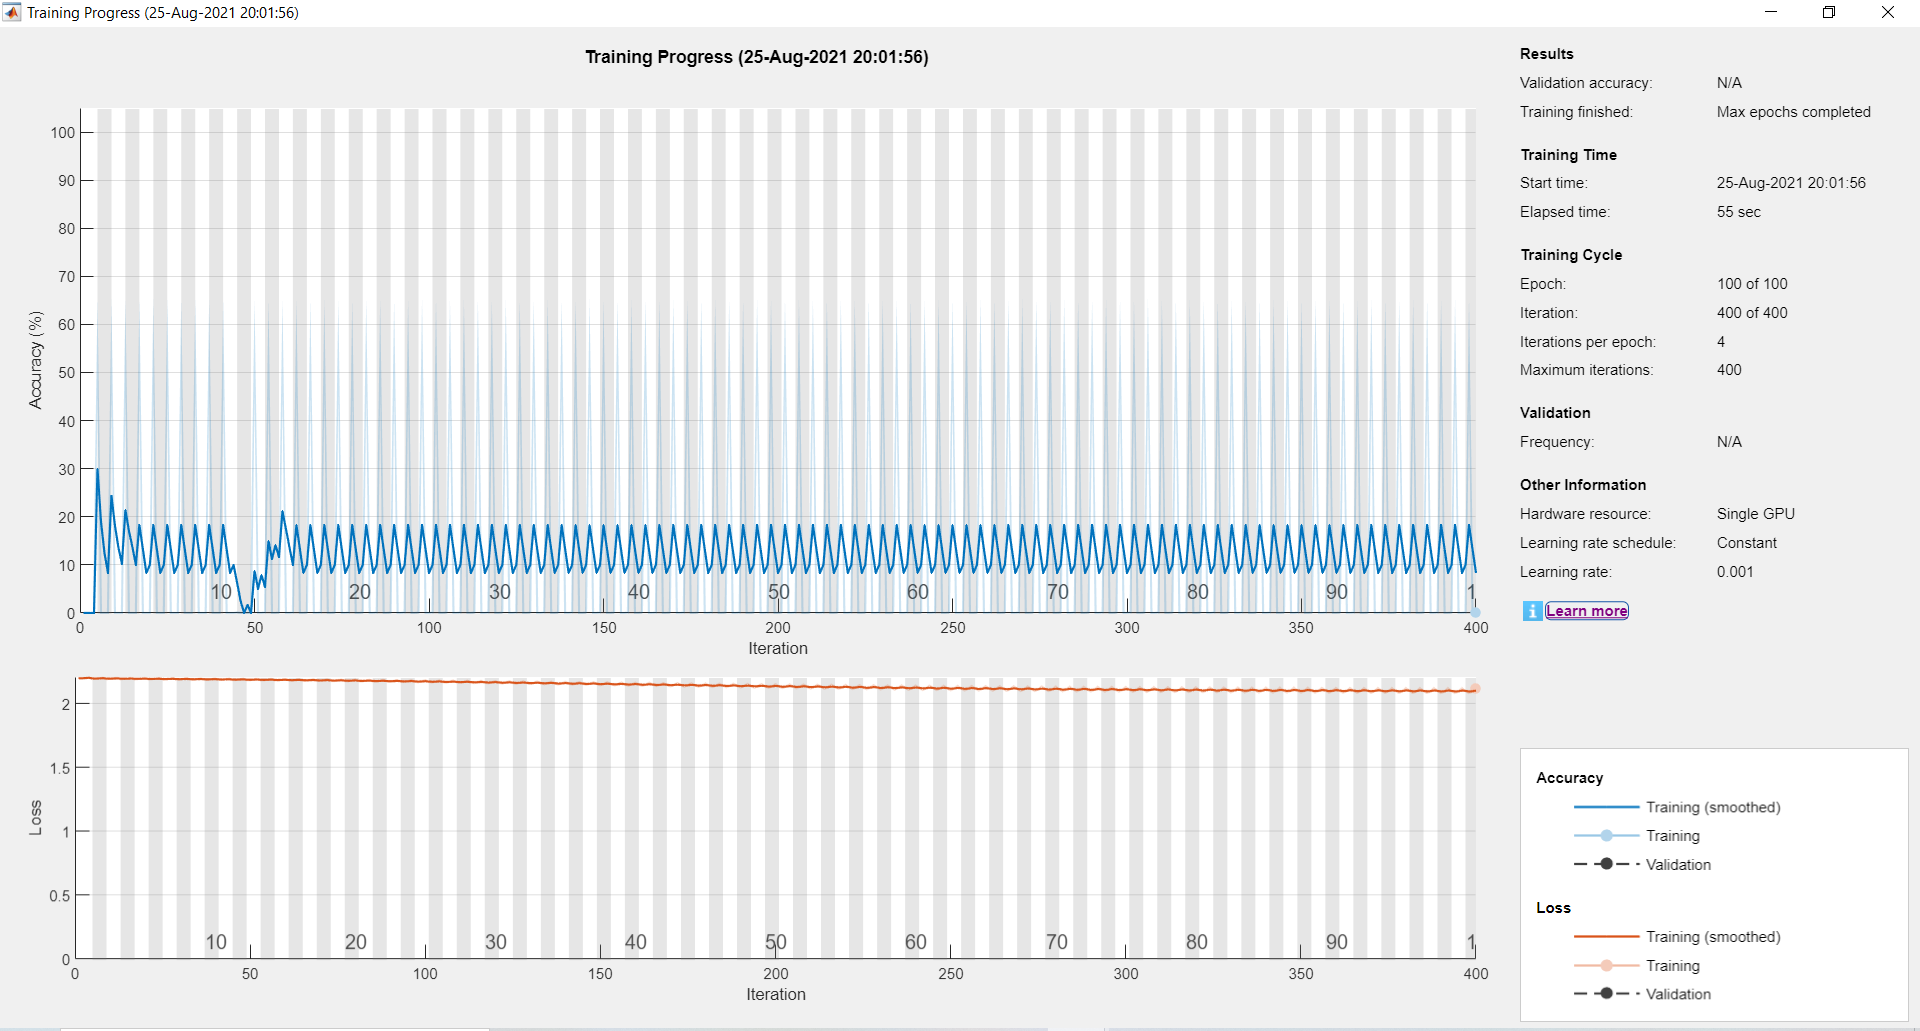 Training Progress (25-Aug-2021 20:01:56)
Training Progress (25-Aug-2021 20:01:56)
100
90
80
70
60
50
40
30
20
10
0
Accuracy (%)
10 20 30 40 50 60 70 80 90 1
0 50 100 150 200 250 300 350 400
Iteration
2
1.5
1
0.5
0
Loss
10 20 30 40 50 60 70 80 90 1
0 50 100 150 200 250 300 350 400
Iteration
Results
Validation accuracy: N/A
Training finished: Max epochs completed
Training Time
Start time: 25-Aug-2021 20:01:56
Elapsed time: 55 sec
Training Cycle
Epoch: 100 of 100
Iteration: 400 of 400
Iterations per epoch: 4
Maximum iterations: 400
Validation
Frequency: N/A
Other Information
Hardware resource: Single GPU
Learning rate schedule: Constant
Learning rate: 0.001
i Learn more
Accuracy
Training (smoothed)
Training
Validation
Loss
Training (smoothed)
Training
Validation